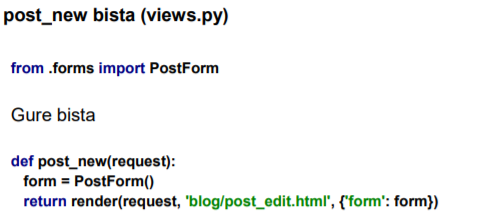 post_new bista (views.py)
from .forms import PostForm
Gure bista
def post_new(request):
form = PostForm()
return render(request, 'blog/post_edit.html', {'form': form})